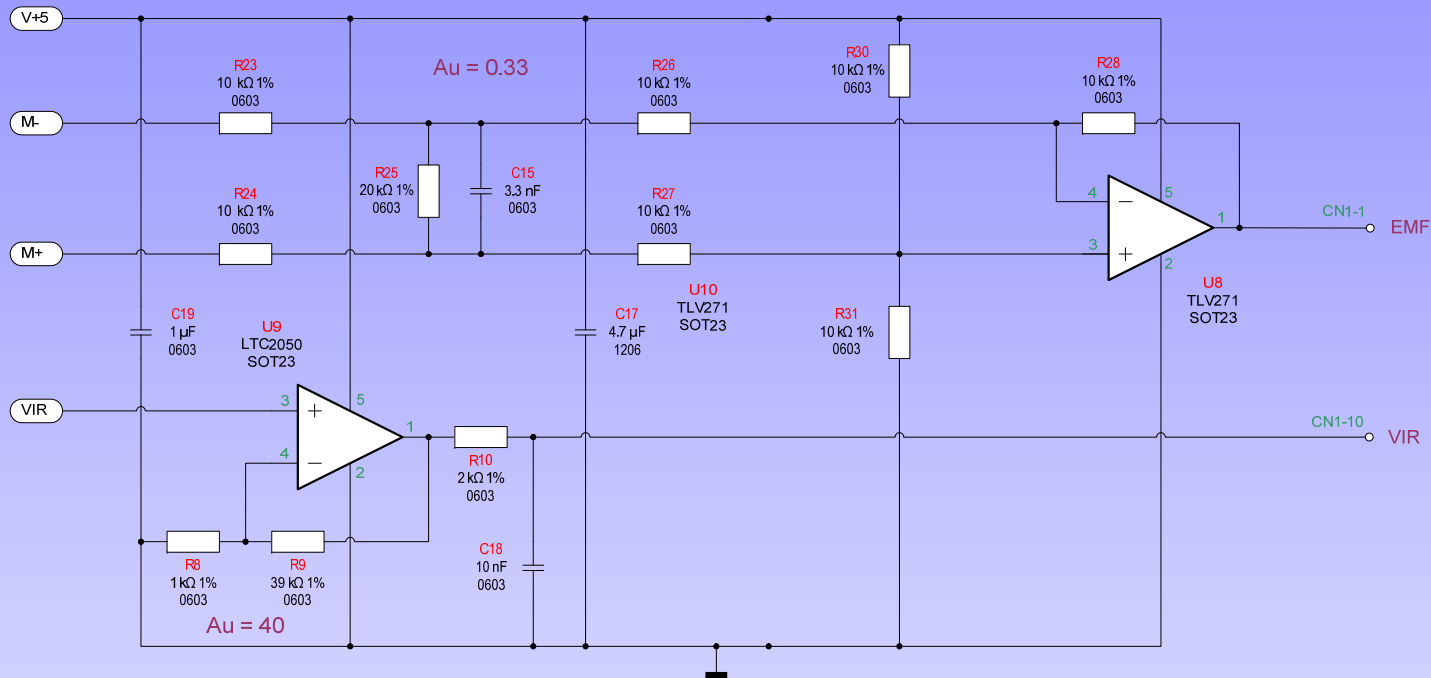 V+5
R23
10 kΩ 1%
0603
Au = 0.33
R26
10 kΩ 1%
0603
R30
10 kΩ 1%
0603
R28
10 kΩ 1%
0603
M-
R25
20 kΩ 1%
0603
C15
3.3 nF
0603
R24
10 kΩ 1%
0603
R27
10 kΩ 1%
0603
4
5
1
3
2
CN1-1
EMF
M+
U10
TLV271
SOT23
U8
TLV271
SOT23
C19
1 µF
0603
U9
LTC2050
SOT23
C17
4.7 µF
1206
R31
10 kΩ 1%
0603
VIR
3
5
1
4
2
R10
2 kΩ 1%
0603
CN1-10
VIR
R8
1 kΩ 1%
0603
R9
39 kΩ 1%
0603
C18
10 nF
0603
Au = 40